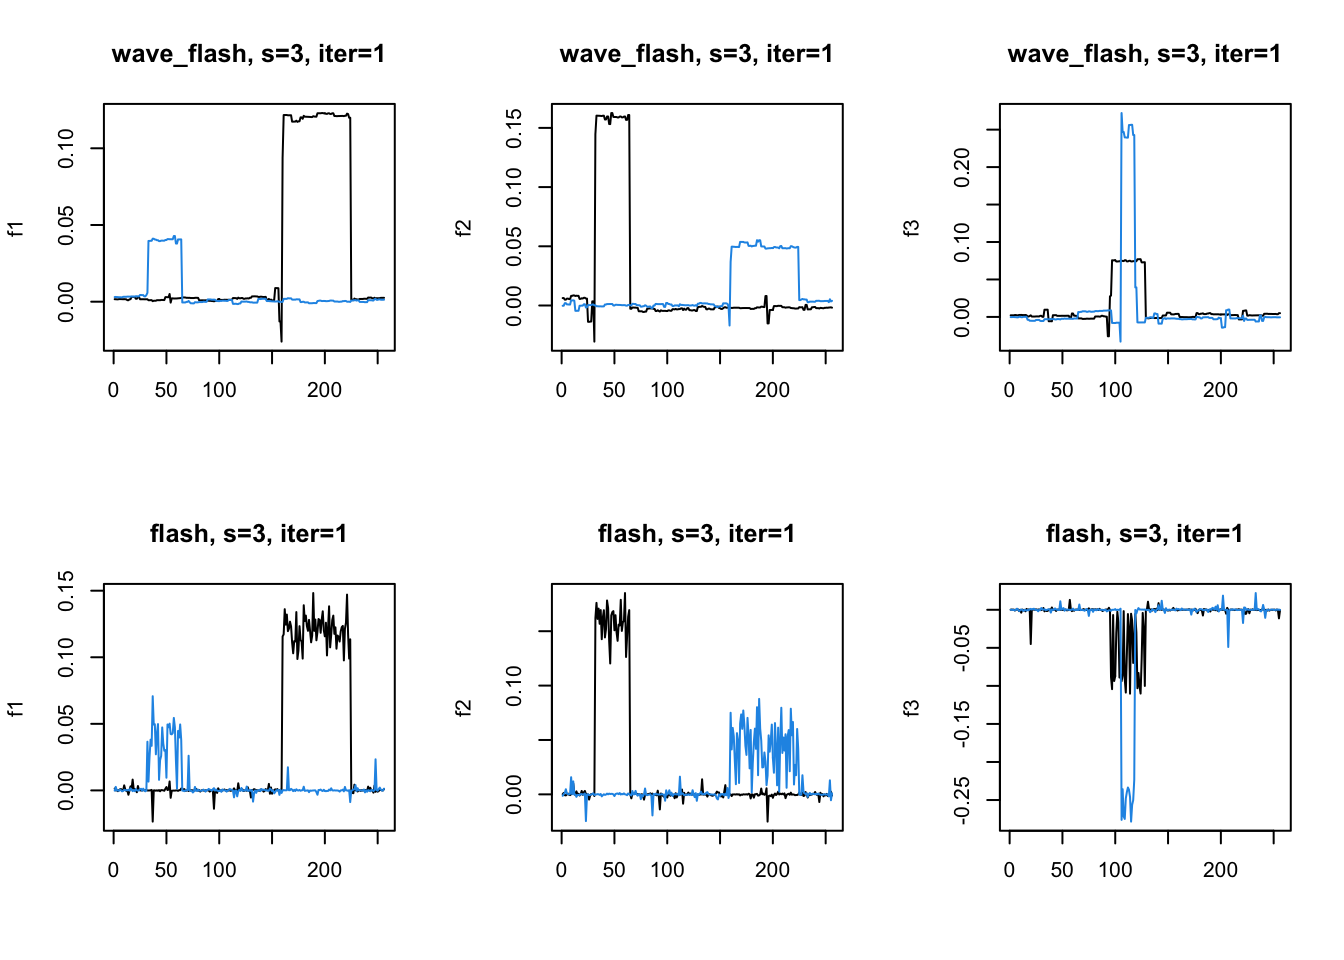 wave_flash, s=3, iter=1
f1
0.00 0.05 0.10
0 50 100 200
wave_flash, s=3, iter=1
f2
0.00 0.05 0.10 0.15
0 50 100 200
wave_flash, s=3, iter=1
f3
0.00 0.10 0.20
0 50 100 200
flash, s=3, iter=1
f1
0.00 0.05 0.10 0.15
0 50 100 200
flash, s=3, iter=1
f2
0.00 0.10
0 50 100 200
flash, s=3, iter=1
f3
-0.25 -0.15 -0.05
0 50 100 200